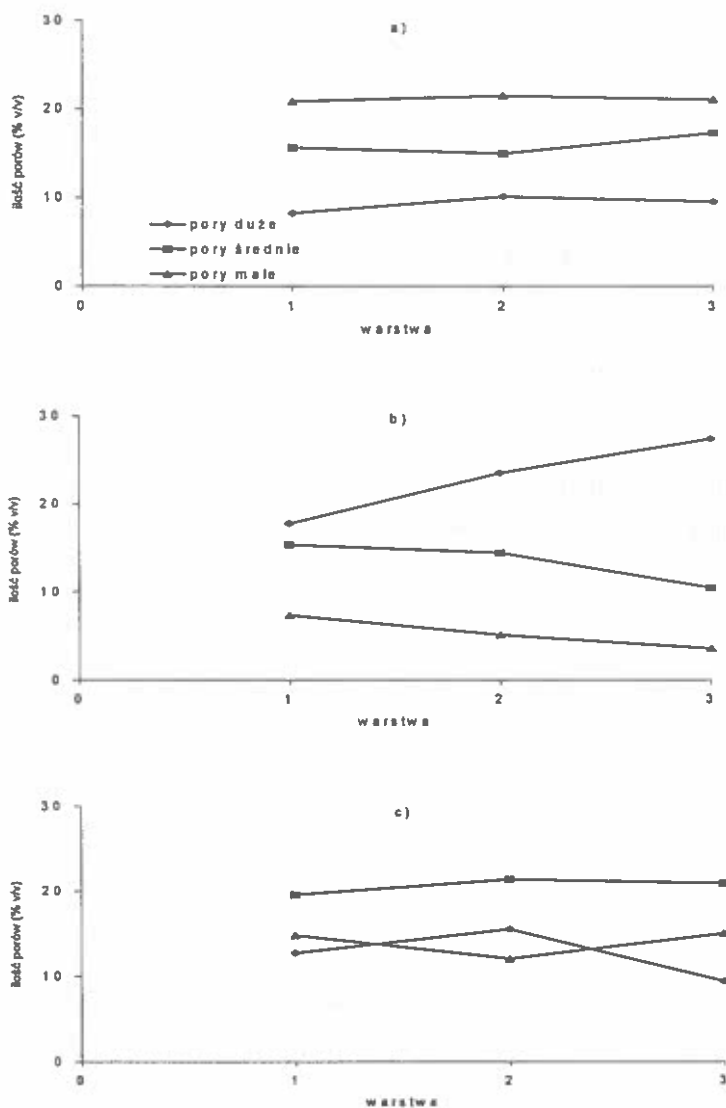 a)
30
20
10
0
ilość porów (% v/v)
pory duże
pory średnie
pory małe
0 1 2 3
warstwa
b)
30
20
10
0
ilość porów (% v/v)
0 1 2 3
warstwa
c)
30
20
10
0
ilość porów (% v/v)
0 1 2 3
warstwa